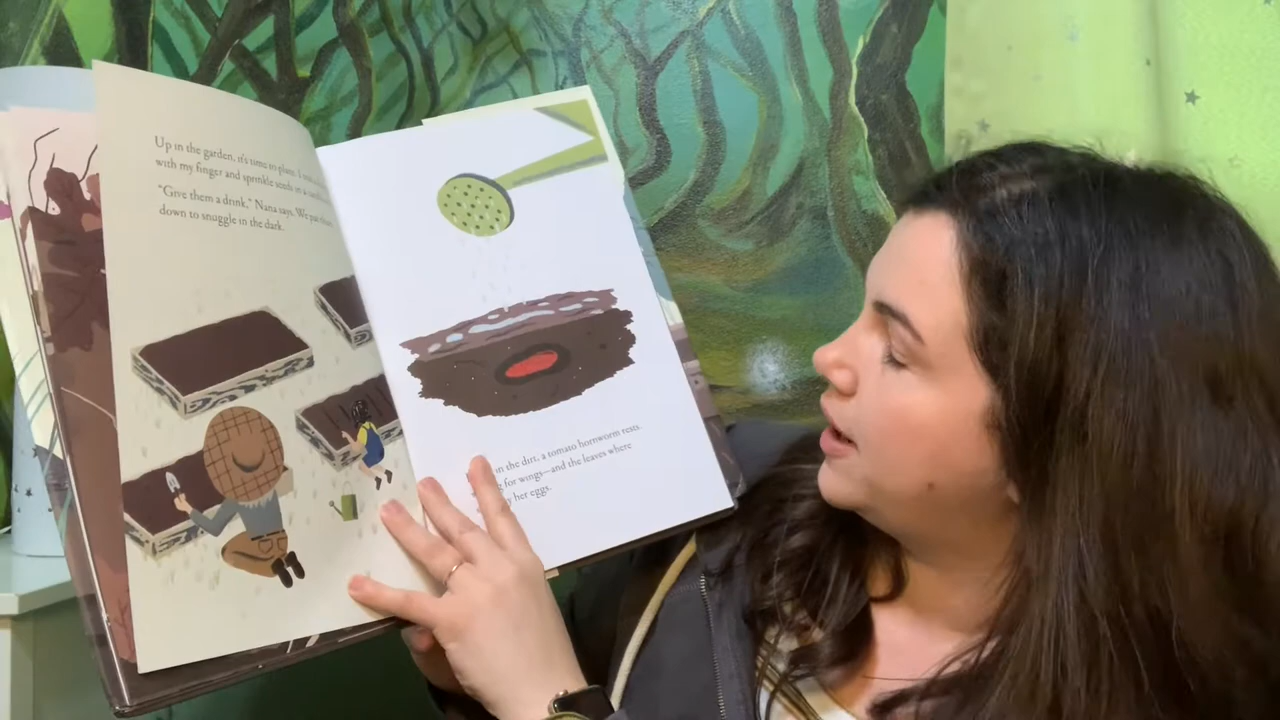 Up in the garden, it's time to plant. I
with my finger and sprinkle seeds
"Give them a drink," Nana says. We pat
down to snuggle in the dark.
in the dirt, a tomato hornworm rests.
for wings—and the leaves where
her eggs.